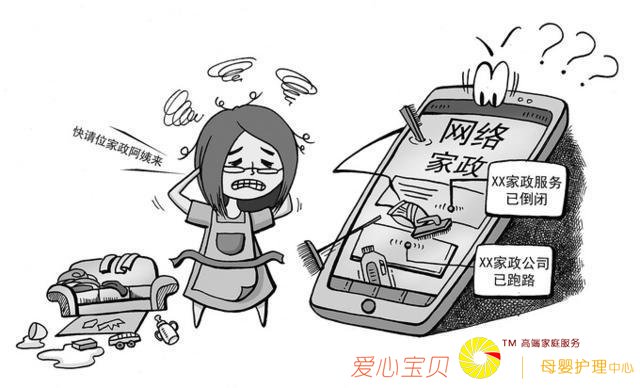 快请位家政阿姨来
网络
家政
XX家政服务
已倒闭
XX家政公司
已跑路
爱心宝贝
TM 高端家庭服务
母婴护理中心